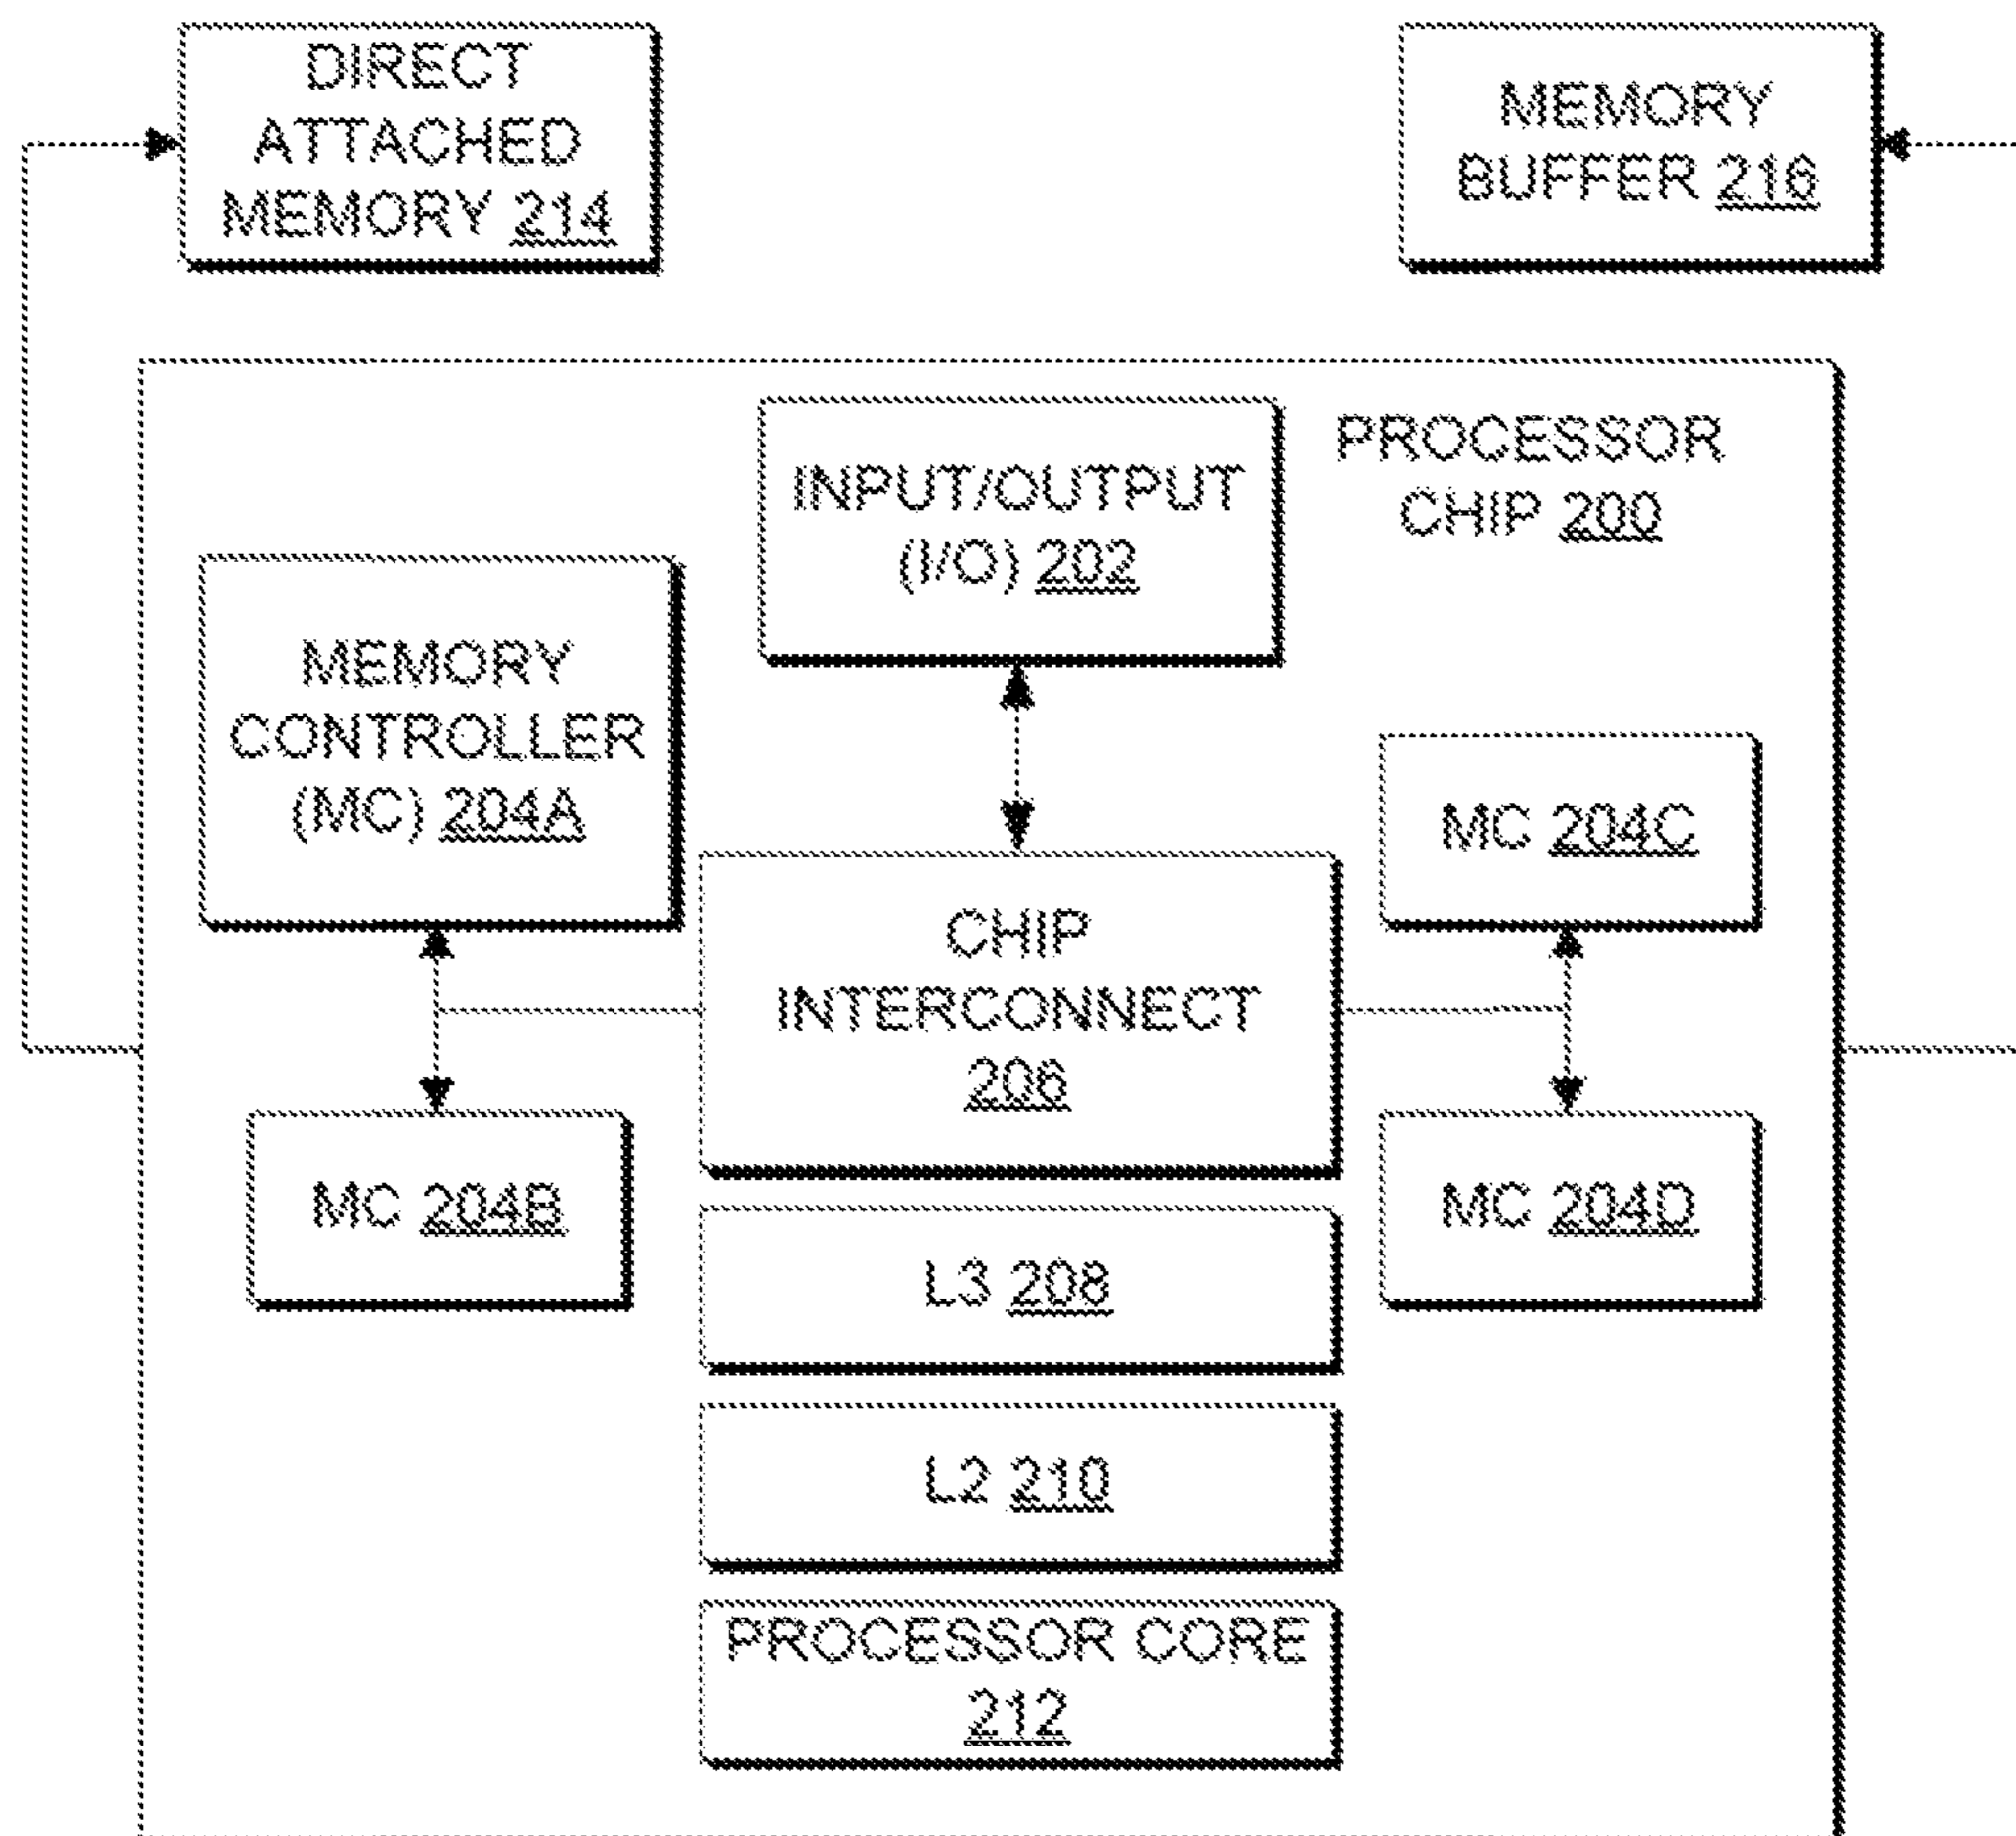 DIRECT
ATTACHED
MEMORY 214
MEMORY
BUFFER 216
PROCESSOR
CHIP 200
INPUT/OUTPUT
(I/O) 202
MEMORY
CONTROLLER
(MC) 204A
MC 204C
CHIP
INTERCONNECT
206
MC 204B
MC 204D
L3 208
L2 210
PROCESSOR CORE
212